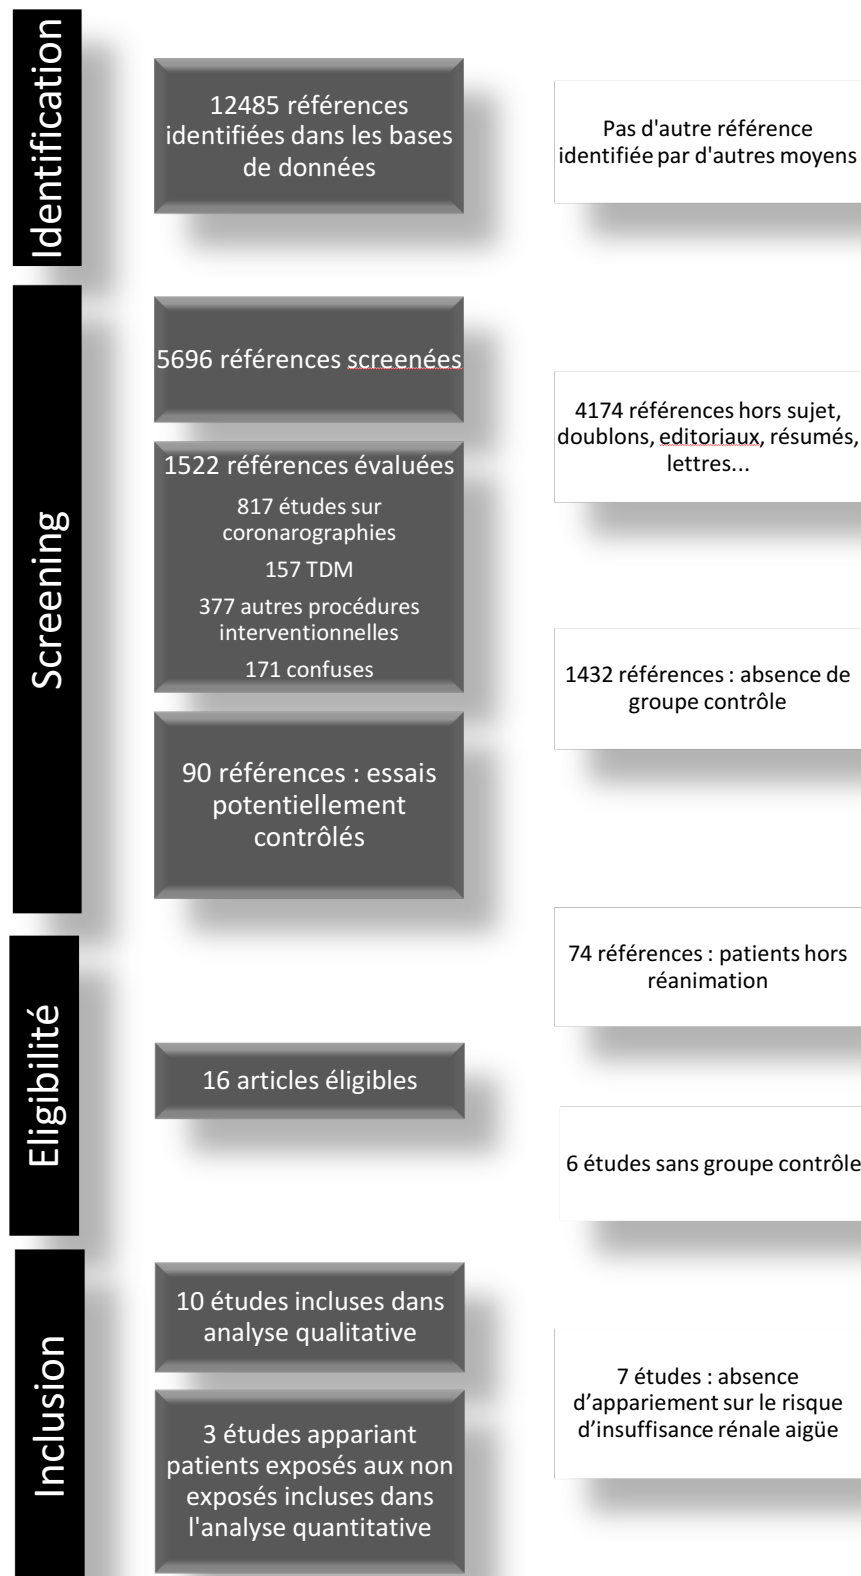 Identification
12485 références
identifiées dans les bases
de données
Pas d'autre référence
identifiée par d'autres moyens
Screening
5696 références screenées
4174 références hors sujet,
doublons, editoriaux, résumés,
lettres...
1522 références évaluées
817 études sur
coronarographies
157 TDM
377 autres procédures
interventionnelles
171 confuses
1432 références : absence de
groupe contrôle
90 références : essais
potentiellement
contrôlés
Eligibilité
74 références : patients hors
réanimation
16 articles éligibles
6 études sans groupe contrôle
Inclusion
10 études incluses dans
analyse qualitative
7 études : absence
d’appariement sur le risque
d’insuffisance rénale aigüe
3 études appariant
patients exposés aux non
exposés incluses dans
l'analyse quantitative